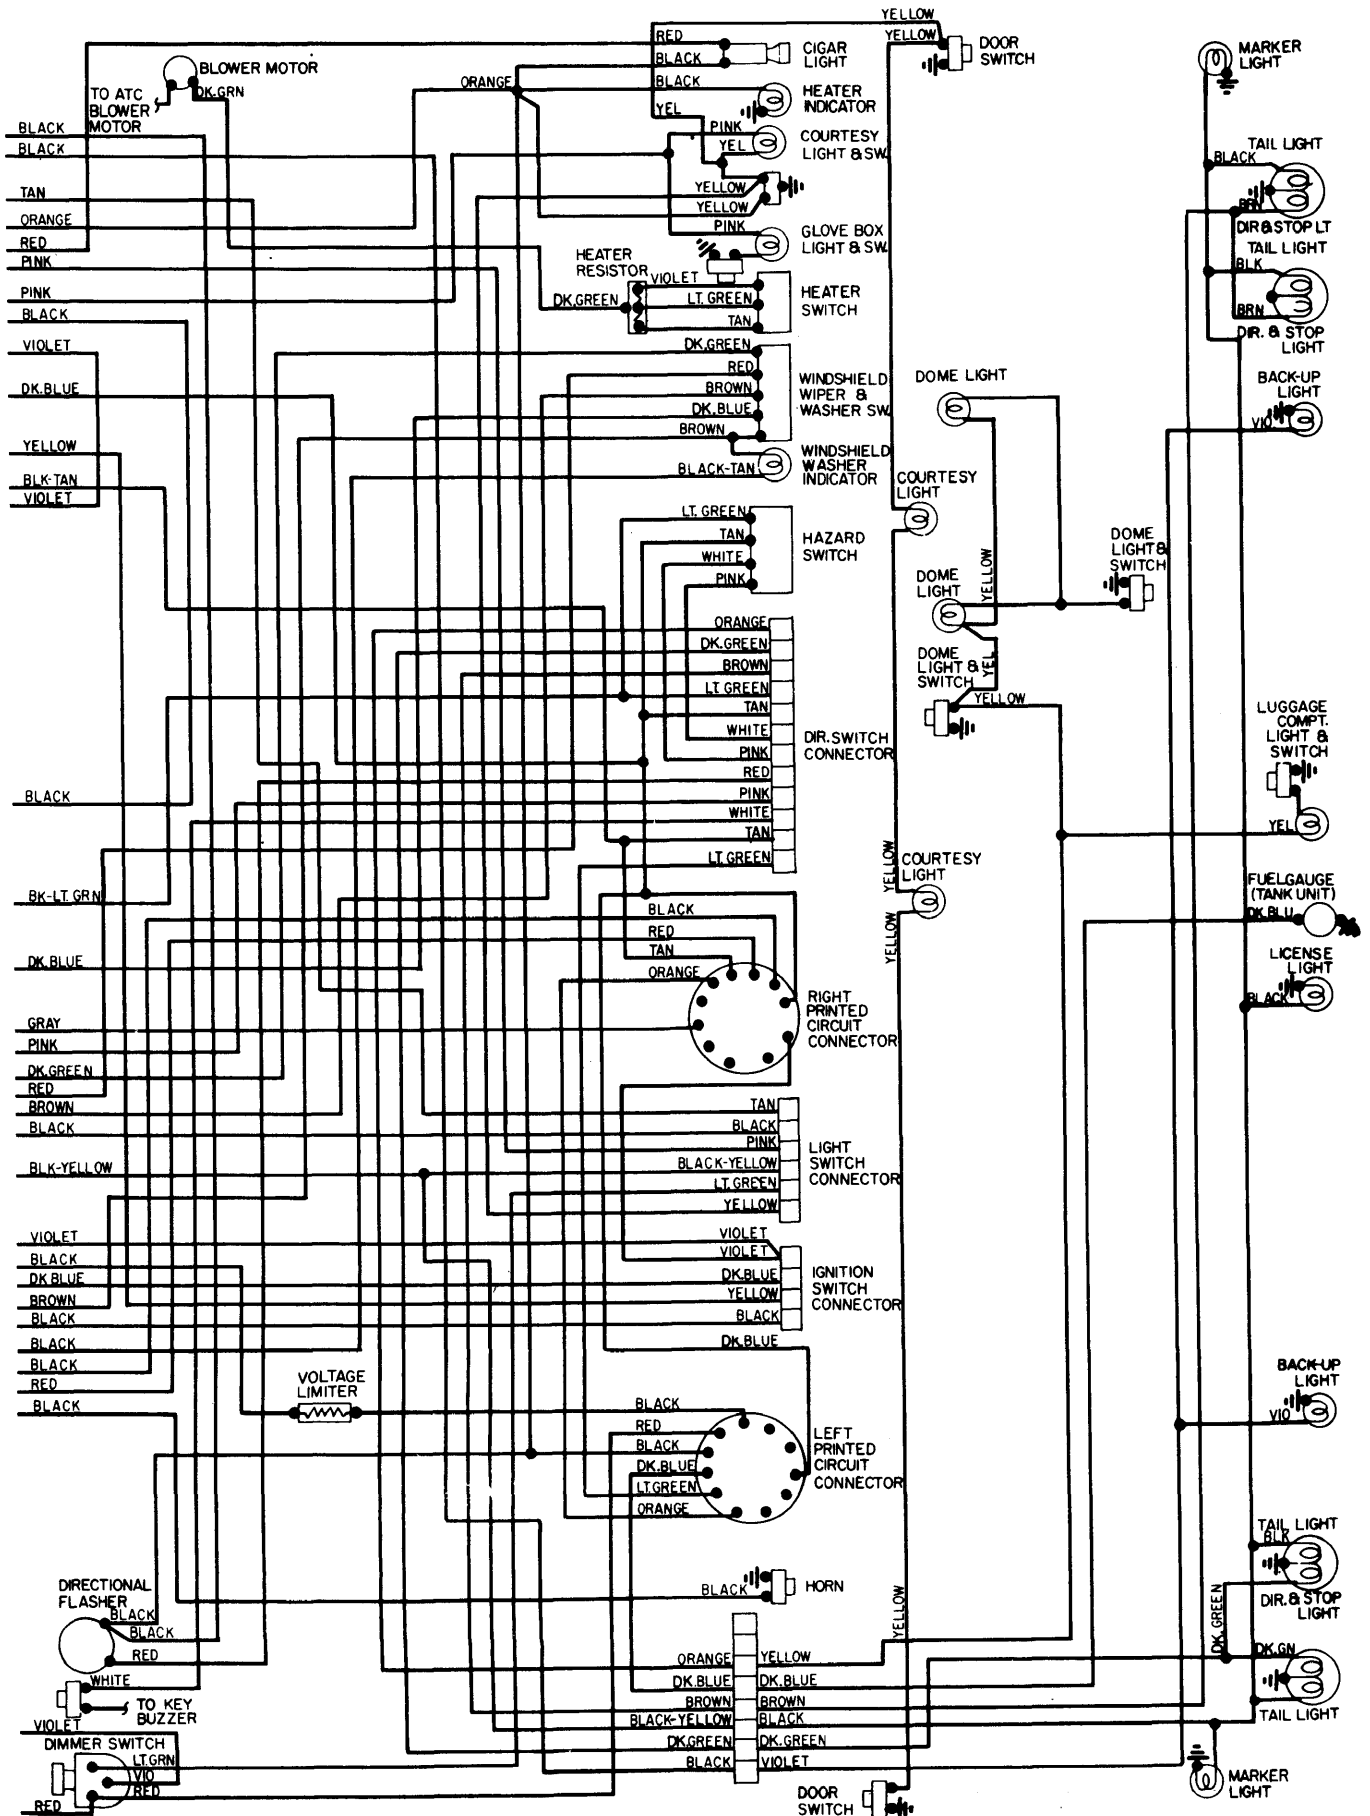 YELLOW
YELLOW
DOOR
SWITCH
RED
BLACK
CIGAR
LIGHT
MARKER
LIGHT
BLOWER MOTOR
DK.GRN
TO ATC
BLOWER
MOTOR
ORANGE
BLACK
HEATER
INDICATOR
YEL
PINK
YEL
COURTESY
LIGHT & SW.
BLACK
BLACK
TAN
ORANGE
RED
PINK
PINK
BLACK
VIOLET
DK.BLUE
YELLOW
BLK-TAN
VIOLET
YELLOW
YELLOW
PINK
GLOVE BOX
LIGHT & SW.
HEATER
RESISTOR
DK.GREEN
VIOLET
LT. GREEN
TAN
HEATER
SWITCH
DK.GREEN
RED
BROWN
DK.BLUE
BROWN
WINDSHIELD
WIPER &
WASHER SW.
BLACK-TAN
WINDSHIELD
WASHER
INDICATOR
TAIL LIGHT
BLACK
BRN
DIR & STOP LT
TAIL LIGHT
BLK
BRN
DIR. & STOP
LIGHT
BACK-UP
LIGHT
VIO.
DOME LIGHT
COURTESY
LIGHT
LT. GREEN
TAN
WHITE
PINK
HAZARD
SWITCH
YELLOW
DOME
LIGHT
DOME
LIGHT &
SWITCH
DOME
LIGHT &
SWITCH
YEL
YELLOW
ORANGE
DK.GREEN
BROWN
LT GREEN
TAN
WHITE
PINK
RED
PINK
WHITE
TAN
LT GREEN
DIR. SWITCH
CONNECTOR
LUGGAGE
COMPT.
LIGHT &
SWITCH
YEL
BLACK
BK-LT. GRN
DK.BLUE
GRAY
PINK
DK.GREEN
RED
BROWN
BLACK
BLK-YELLOW
YELLOW
COURTESY
LIGHT
YELLOW
FUEL GAUGE
(TANK UNIT)
DK.BLU
LICENSE
LIGHT
BLACK
BLACK
RED
TAN
ORANGE
RIGHT
PRINTED
CIRCUIT
CONNECTOR
TAN
BLACK
PINK
BLACK-YELLOW
LT. GREEN
YELLOW
LIGHT
SWITCH
CONNECTOR
VIOLET
BLACK
DK BLUE
BROWN
BLACK
BLACK
BLACK
RED
BLACK
VIOLET
VIOLET
DK.BLUE
YELLOW
BLACK
IGNITION
SWITCH
CONNECTOR
DK.BLUE
VOLTAGE
LIMITER
BLACK
RED
BLACK
DK.BLUE
LT.GREEN
ORANGE
LEFT
PRINTED
CIRCUIT
CONNECTOR
BACK-UP
LIGHT
VIO
TAIL LIGHT
BLK
DIR. & STOP
LIGHT
DK. GREEN
DK.GN
TAIL LIGHT
DIRECTIONAL
FLASHER
BLACK
BLACK
RED
WHITE
TO KEY
BUZZER
VIOLET
DIMMER SWITCH
LT.GRN
VIO
RED
RED
BLACK
HORN
YELLOW
ORANGE
YELLOW
DK.BLUE
DK.BLUE
BROWN
BROWN
BLACK-YELLOW
BLACK
DK.GREEN
DK.GREEN
BLACK
VIOLET
DOOR
SWITCH
MARKER
LIGHT